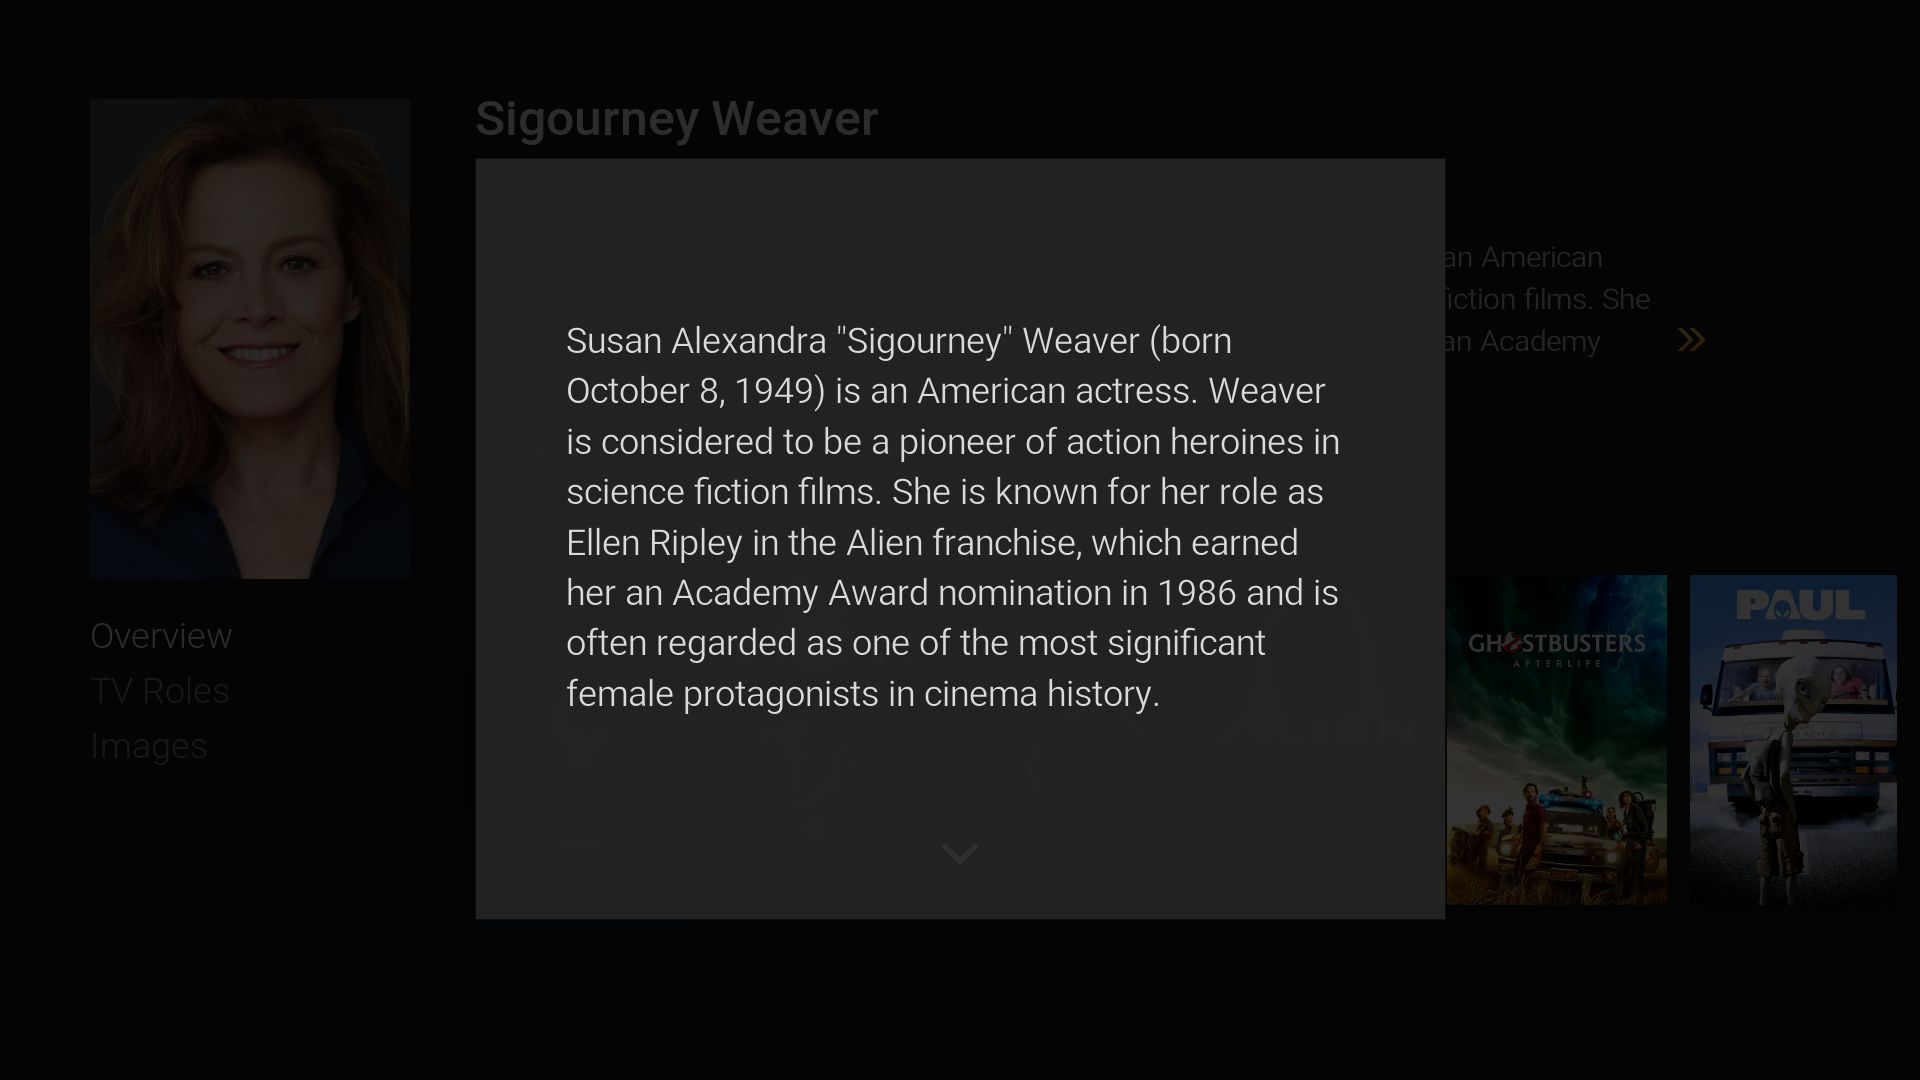 Sigourney Weaver
an American
fiction films. She
an Academy
Susan Alexandra "Sigourney" Weaver (born
October 8, 1949) is an American actress. Weaver
is considered to be a pioneer of action heroines in
science fiction films. She is known for her role as
Ellen Ripley in the Alien franchise, which earned
her an Academy Award nomination in 1986 and is
often regarded as one of the most significant
female protagonists in cinema history.
Overview
TV Roles
Images
ALIEN
GHOSTBUSTERS
AFTERLIFE
PAUL